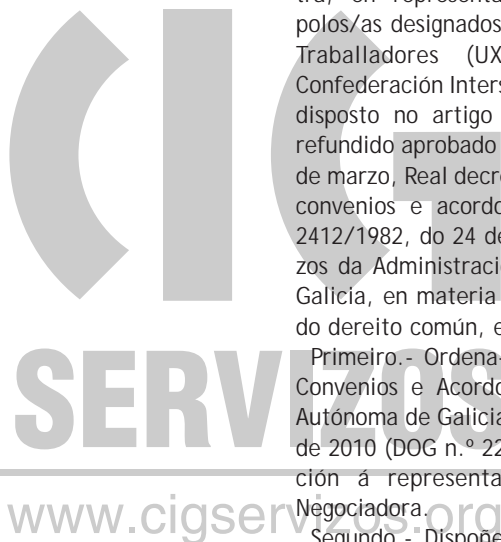 tra, en representa
polos/as designados
Traballadores (UX
Confederación Inters
disposto no artigo
refundido aprobado
de marzo, Real decre
convenios e acordo
2412/1982, do 24 de
zos da Administraci
Galicia, en materia
do dereito común, e
Primeiro.- Ordena-
Convenios e Acordo
Autónoma de Galicia
de 2010 (DOG n.º 22
ción á representa
Negociadora.
Segundo.- Dispoñe
CIG
SERVIZOS
www.cigservizos.org